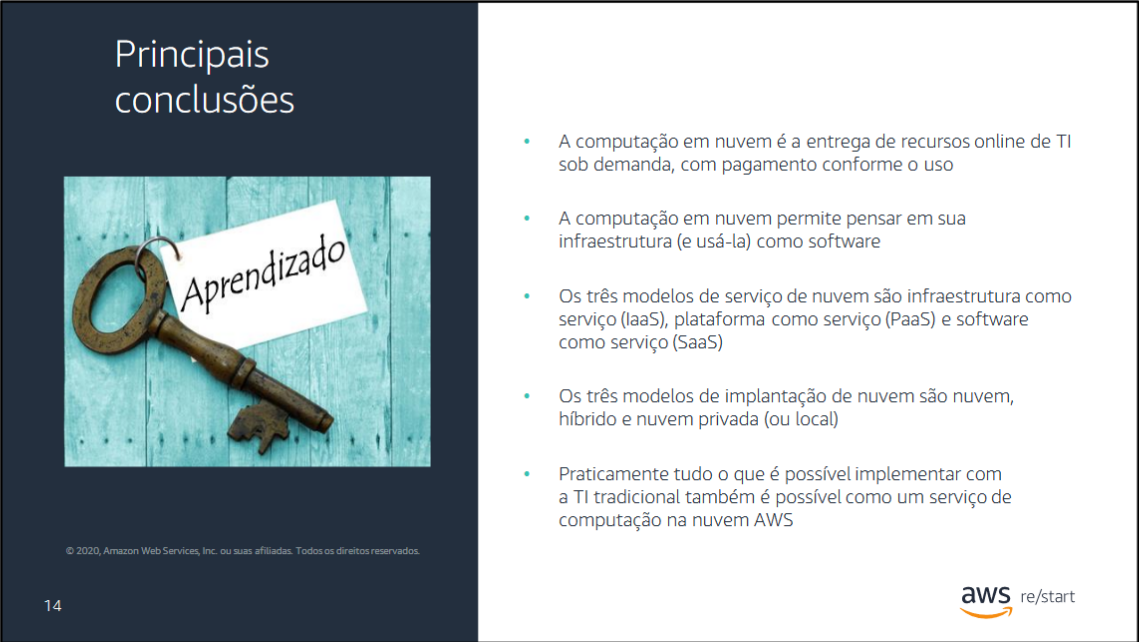 Principais
conclusões
Aprendizado
© 2020, Amazon Web Services, Inc. ou suas afiliadas. Todos os direitos reservados.
14
• A computação em nuvem é a entrega de recursos online de TI
sob demanda, com pagamento conforme o uso
• A computação em nuvem permite pensar em sua
infraestrutura (e usá-la) como software
• Os três modelos de serviço de nuvem são infraestrutura como
serviço (IaaS), plataforma como serviço (PaaS) e software
como serviço (SaaS)
• Os três modelos de implantação de nuvem são nuvem,
híbrido e nuvem privada (ou local)
• Praticamente tudo o que é possível implementar com
a TI tradicional também é possível como um serviço de
computação na nuvem AWS
aws re/start